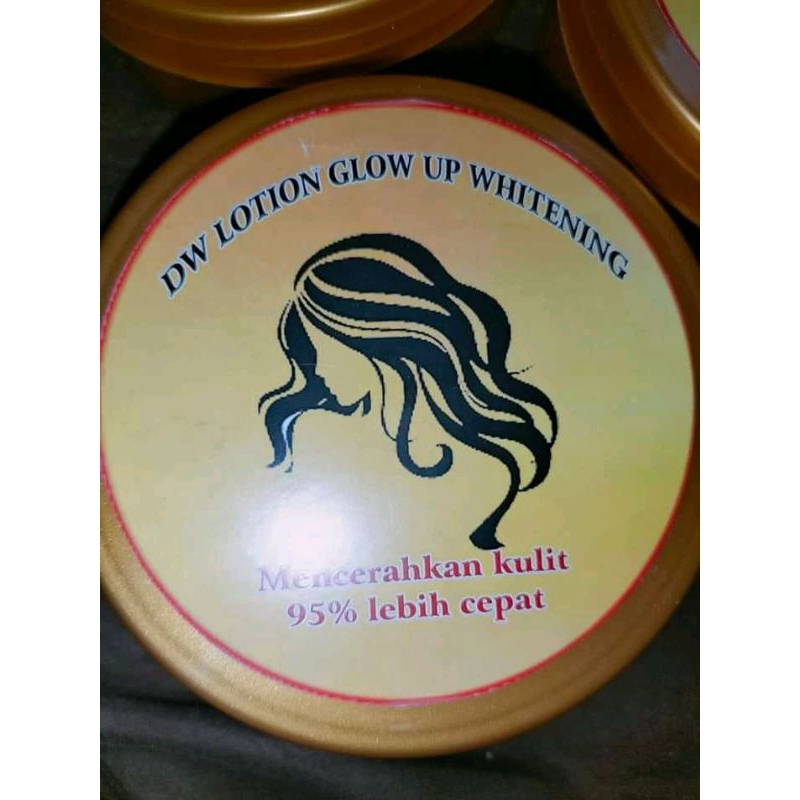 DW LOTION GLOW UP WHITENING
Mencerahkan kulit
95% lebih cepat